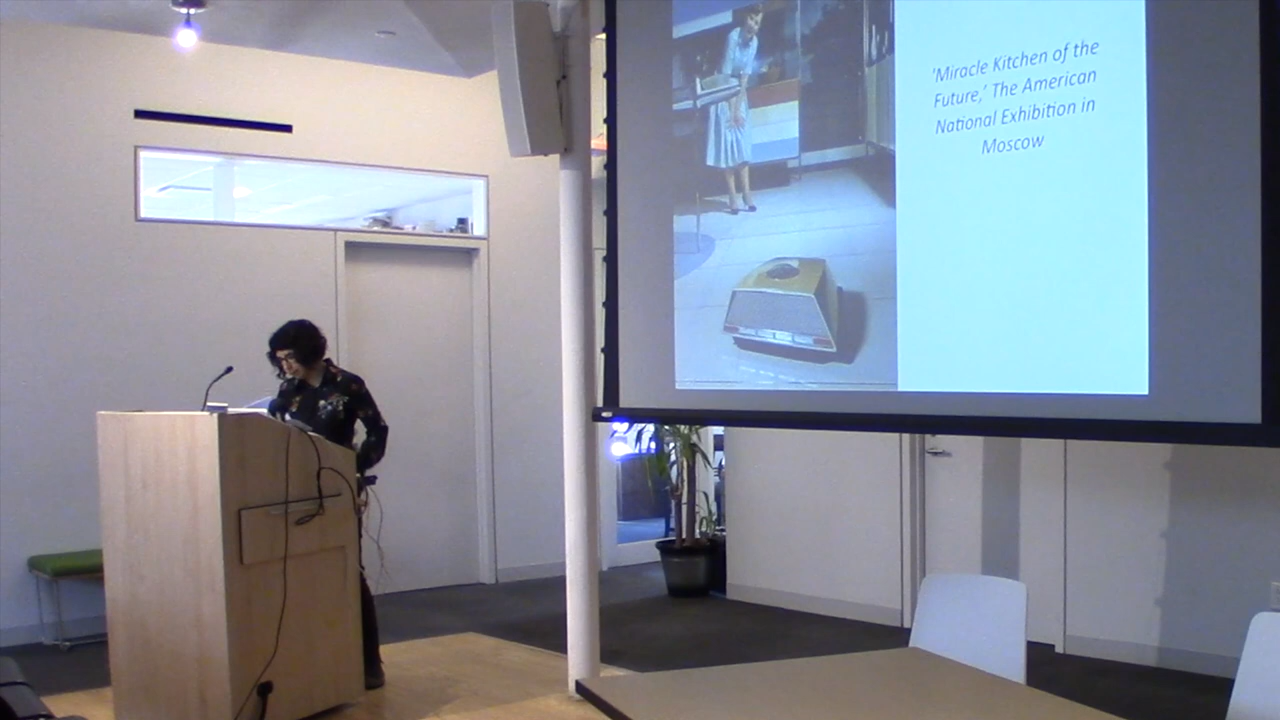 'Miracle Kitchen of the
Future,' The American
National Exhibition in
Moscow